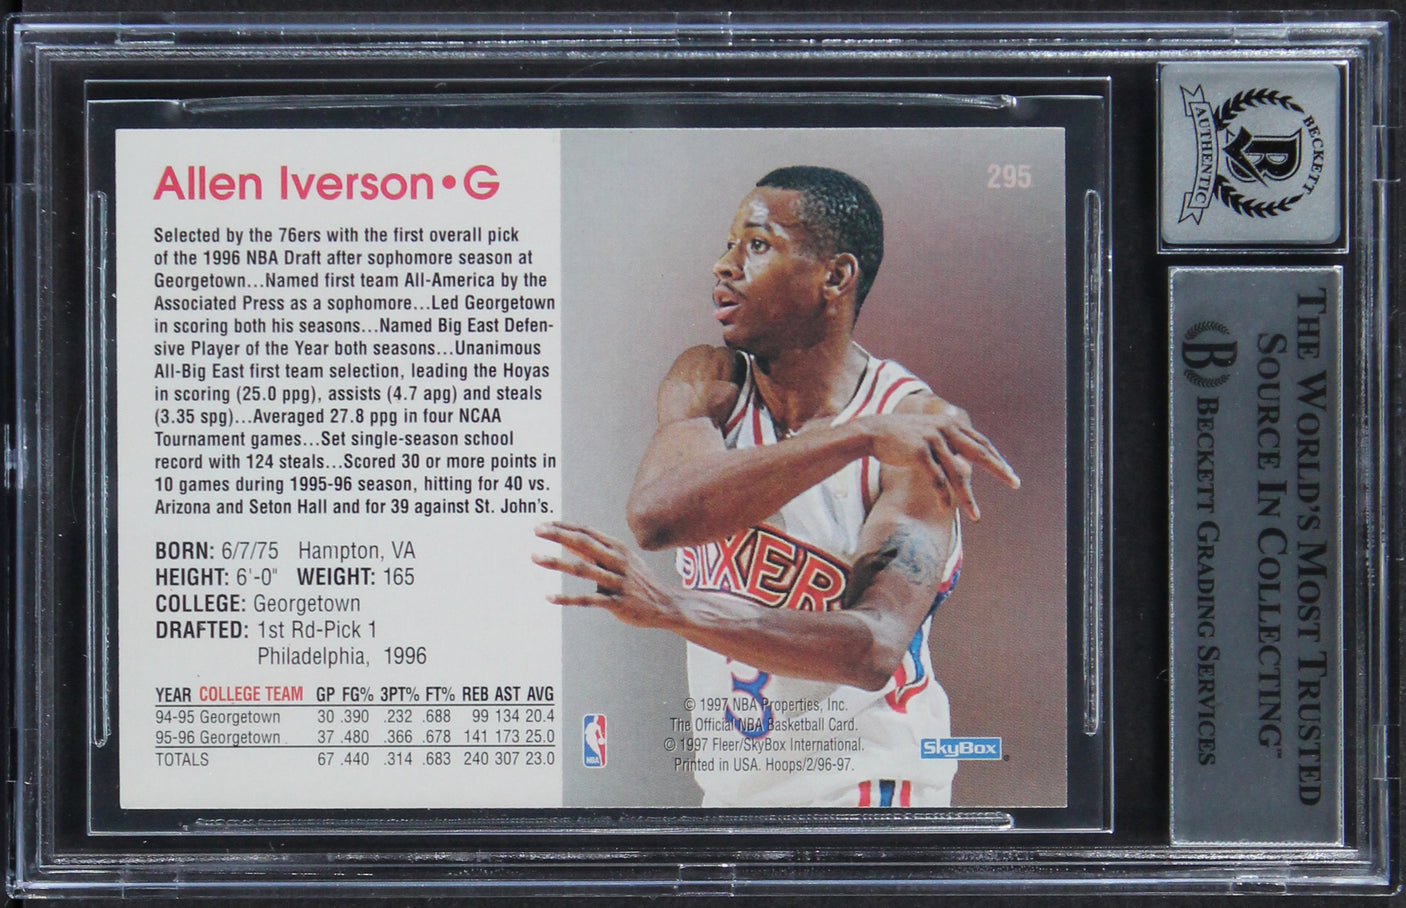 Allen Iverson • G
295
Selected by the 76ers with the first overall pick
of the 1996 NBA Draft after sophomore season at
Georgetown...Named first team All-America by the
Associated Press as a sophomore...Led Georgetown
in scoring both his seasons...Named Big East Defen-
sive Player of the Year both seasons...Unanimous
All-Big East first team selection, leading the Hoyas
in scoring (25.0 ppg), assists (4.7 apg) and steals
(3.35 spg)...Averaged 27.8 ppg in four NCAA
Tournament games...Set single-season school
record with 124 steals...Scored 30 or more points in
10 games during 1995-96 season, hitting for 40 vs.
Arizona and Seton Hall and for 39 against St. John's.
BORN: 6/7/75 Hampton, VA
HEIGHT: 6'-0" WEIGHT: 165
COLLEGE: Georgetown
DRAFTED: 1st Rd-Pick 1
Philadelphia, 1996
YEAR COLLEGE TEAM GP FG% 3PT% FT% REB AST AVG
94-95 Georgetown 30 .390 .232 .688 99 134 20.4
95-96 Georgetown 37 .480 .366 .678 141 173 25.0
TOTALS 67 .440 .314 .683 240 307 23.0
SIXER
3
NBA
© 1997 NBA Properties, Inc.
The Official NBA Basketball Card.
© 1997 Fleer/SkyBox International.
Printed in USA. Hoops/2/96-97.
SkyBox
BECKETT
B
AUTHENTIC
THE WORLD'S MOST TRUSTED
SOURCE IN COLLECTING™
B BECKETT GRADING SERVICES